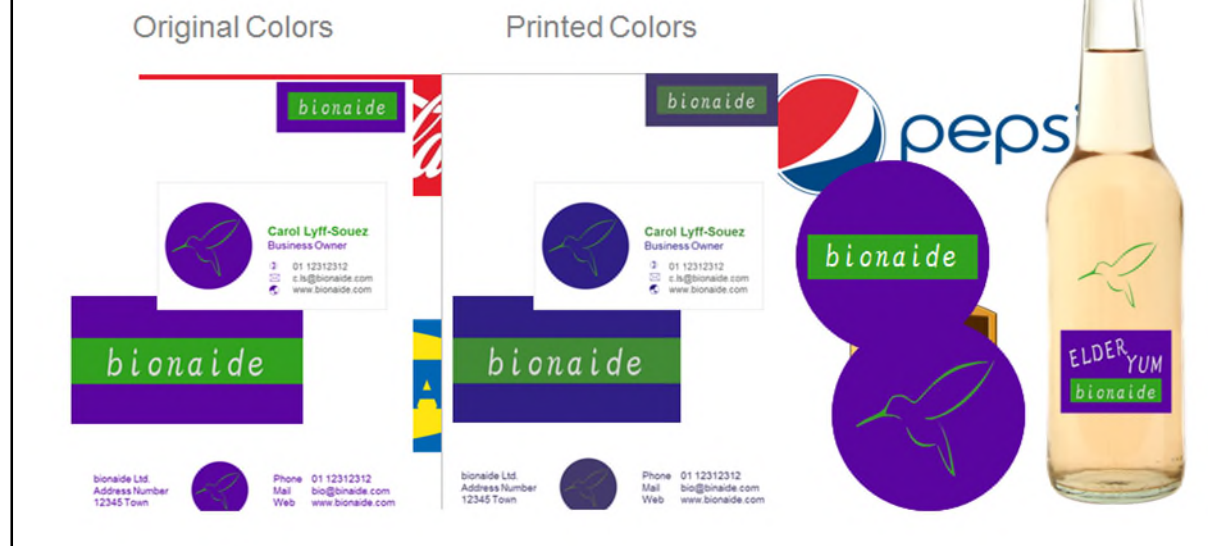 Original Colors
Printed Colors
bionaide
Carol Lyff-Souez
Business Owner
01 12312312
c.ls@bionaide.com
www.bionaide.com
bionaide
bionaide Ltd.
Address Number
12345 Town
Phone 01 12312312
Mail bio@binaide.com
Web www.bionaide.com
bionaide
Carol Lyff-Souez
Business Owner
01 12312312
c.ls@bionaide.com
www.bionaide.com
bionaide
bionaide Ltd.
Address Number
12345 Town
Phone 01 12312312
Mail bio@binaide.com
Web www.bionaide.com
A
pepsi
bionaide
ELDER
YUM
bionaide